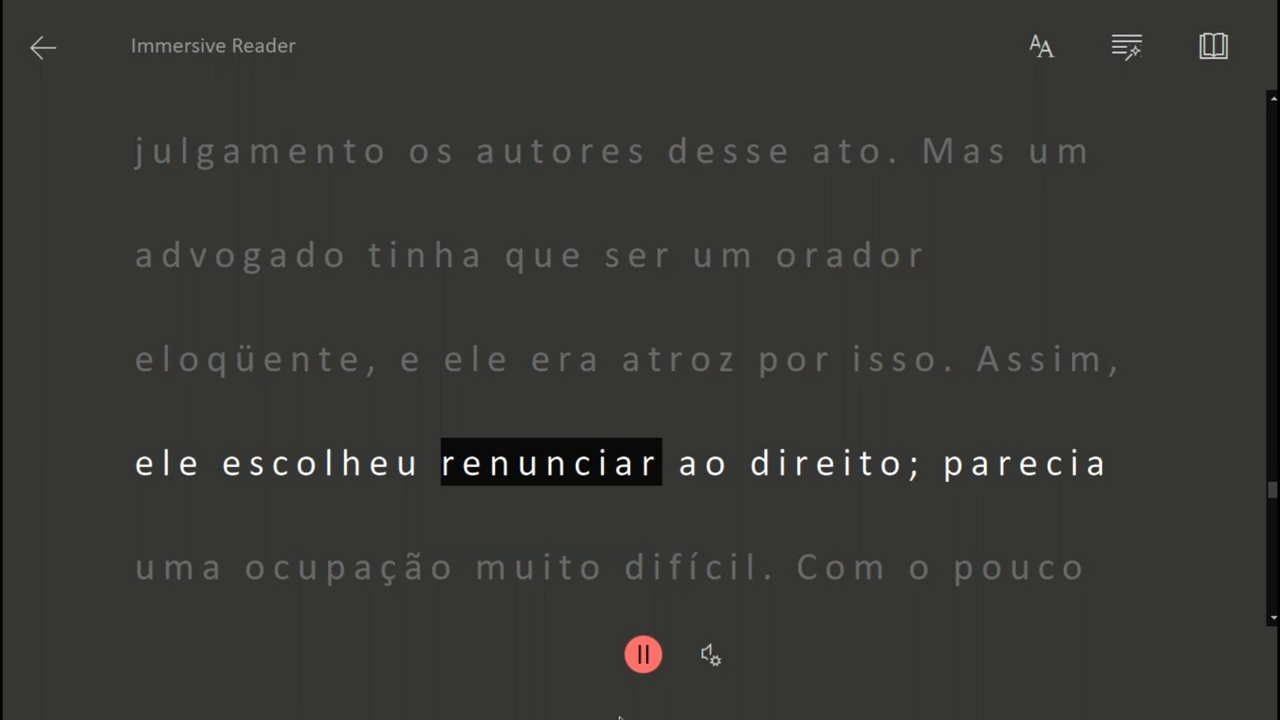 Immersive Reader
julgamento os autores desse ato. Mas um
advogado tinha que ser um orador
eloqüente, e ele era atroz por isso. Assim,
ele escolheu renunciar ao direito; parecia
uma ocupação muito difícil. Com o pouco